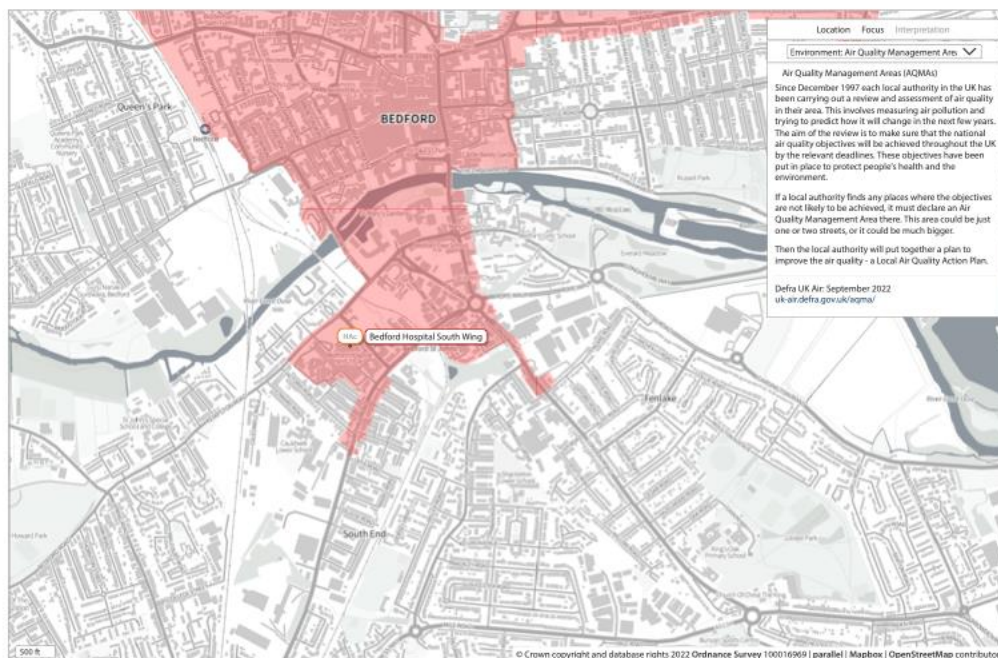 Location Focus Interpretation
Environment: Air Quality Management Are
Air Quality Management Areas (AQMAs)
Since December 1997 each local authority in the UK has
been carrying out a review and assessment of air quality
in their area. This involves measuring air pollution and
trying to predict how it will change in the next few years.
The aim of the review is to make sure that the national
air quality objectives will be achieved throughout the UK
by the relevant deadlines. These objectives have been
put in place to protect people's health and the
environment.
If a local authority finds any places where the objectives
are not likely to be achieved, it must declare an Air
Quality Management Area there. This area could be just
one or two streets, or it could be much bigger.
Then the local authority will put together a plan to
improve the air quality - a Local Air Quality Action Plan.
Defra UK Air: September 2022
uk-air.defra.gov.uk/aqma/
Queen's Park
BEDFORD
Bedford
Russell Park
Bedford Hospital South Wing
Fenlake
South End
Howard Park
500 ft
© Crown copyright and database rights 2022 Ordnance Survey 100016969 | parallel | Mapbox | OpenStreetMap contributor